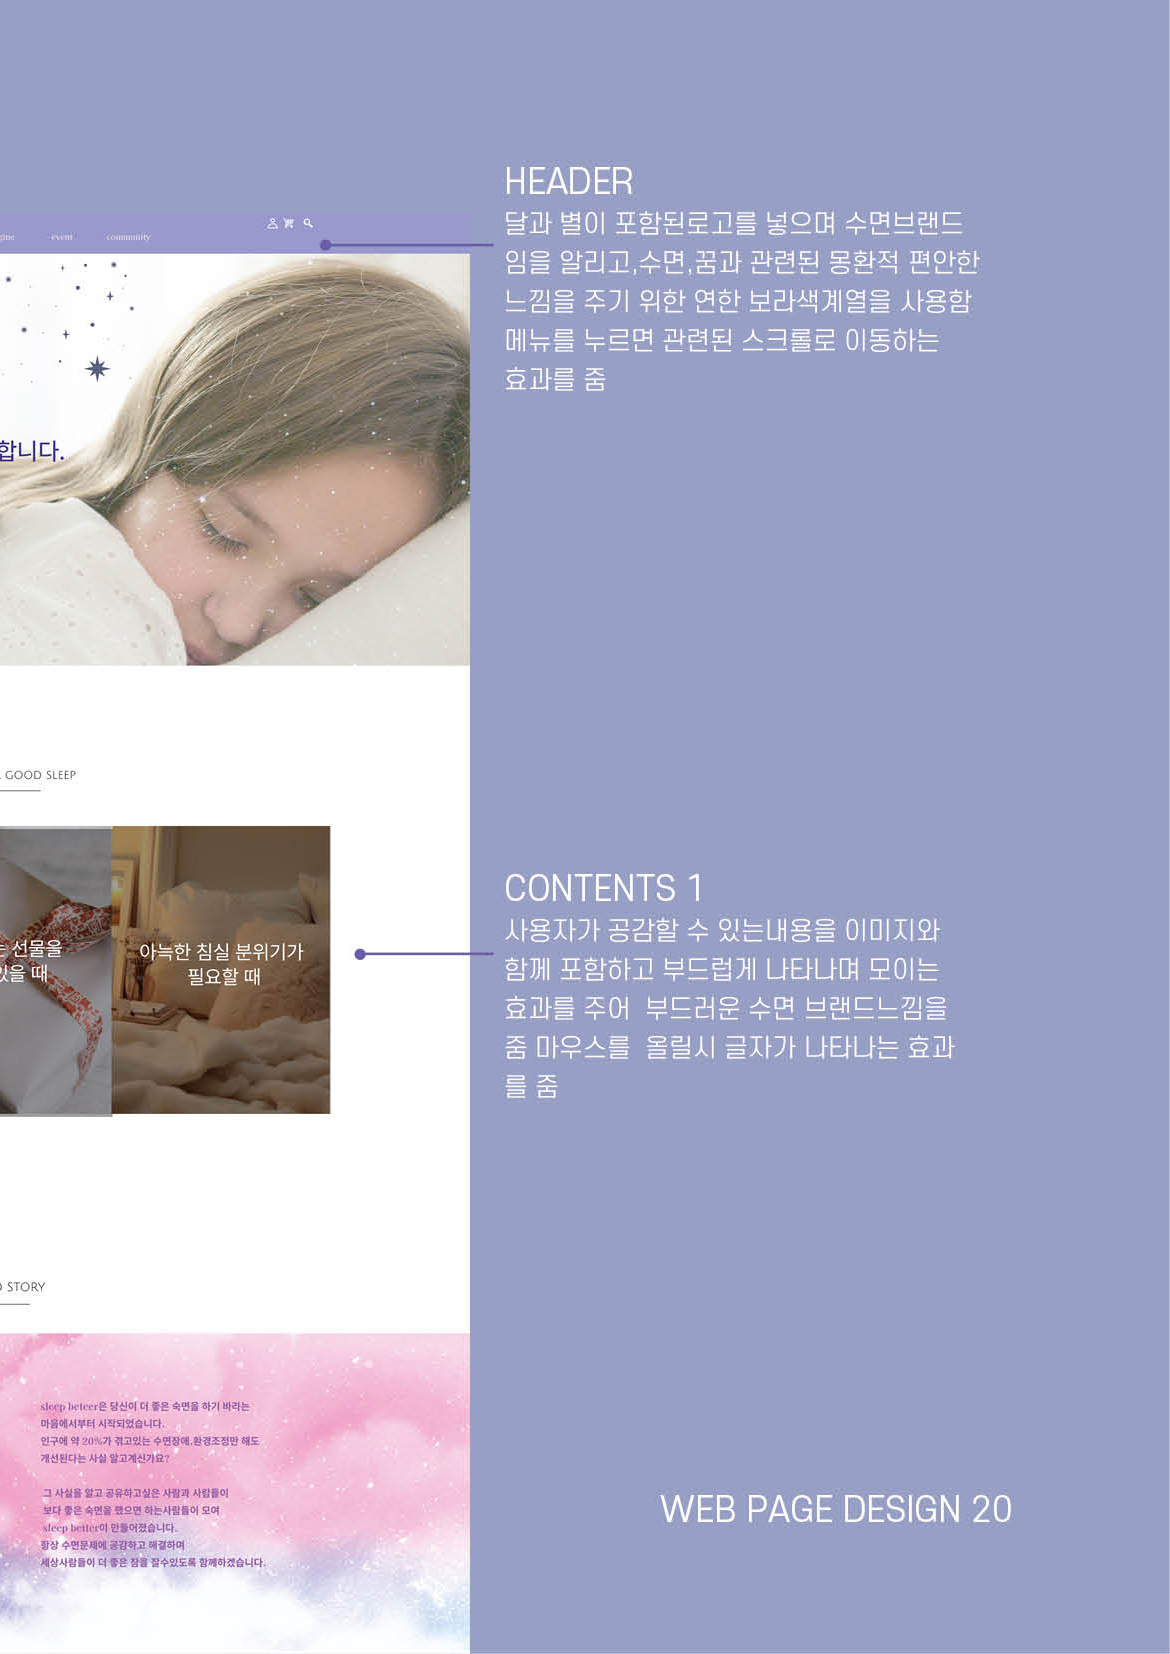 event
community
합니다.
GOOD SLEEP
선물을
때
아늑한 침실 분위기가
필요할 때
STORY
sleep beteer은 당신이 더 좋은 숙면을 하기 바라는
마음에서부터 시작되었습니다.
인구에 약 20%가 겪고있는 수면장애,환경조정만 해도
개선된다는 사실 알고계신가요?
그 사실을 알고 공유하고싶은 사람과 사람들이
보다 좋은 숙면을 했으면 하는사람들이 모여
sleep better이 만들어졌습니다.
항상 수면문제에 공감하고 해결하며
세상사람들이 더 좋은 잠을 잘수있도록 함께하겠습니다.
HEADER
달과 별이 포함된로고를 넣으며 수면브랜드
임을 알리고,수면,꿈과 관련된 몽환적 편안한
느낌을 주기 위한 연한 보라색계열을 사용함
메뉴를 누르면 관련된 스크롤로 이동하는
효과를 줌
CONTENTS 1
사용자가 공감할 수 있는내용을 이미지와
함께 포함하고 부드럽게 나타나며 모이는
효과를 주어 부드러운 수면 브랜드느낌을
줌 마우스를 올릴시 글자가 나타나는 효과
를 줌
WEB PAGE DESIGN 20